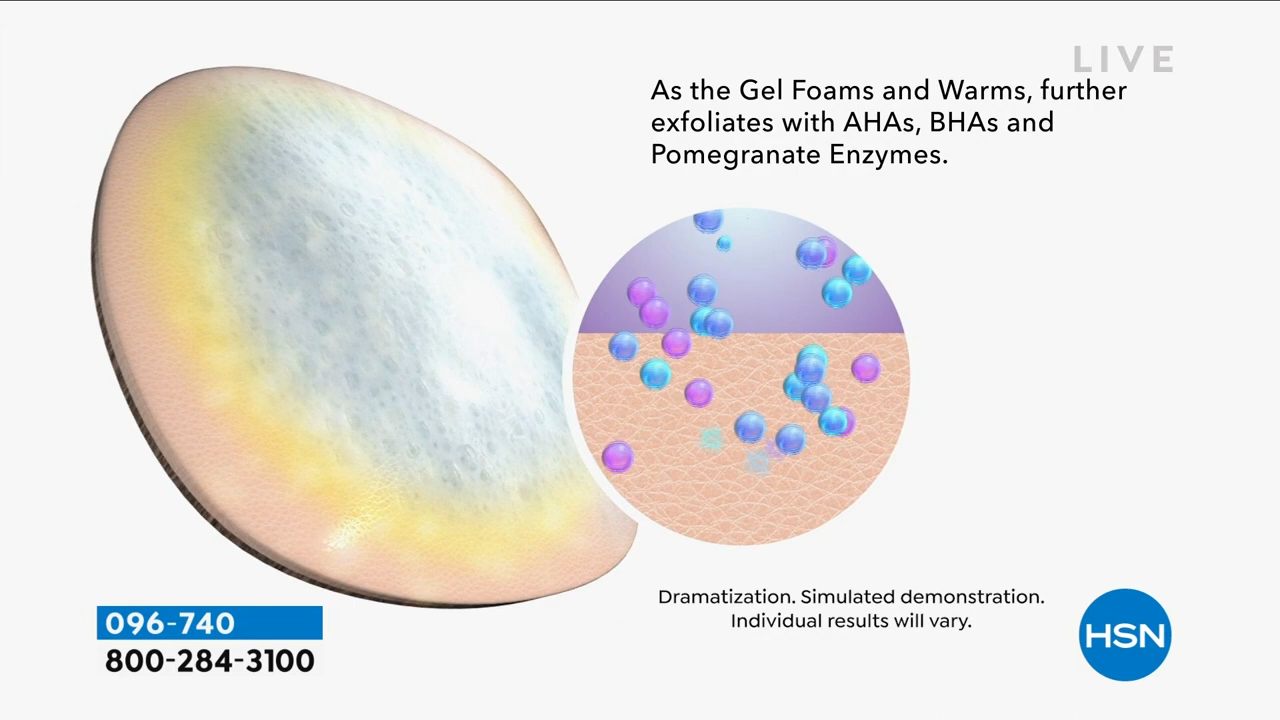 LIVE
As the Gel Foams and Warms, further
exfoliates with AHAs, BHAs and
Pomegranate Enzymes.
Dramatization. Simulated demonstration.
Individual results will vary.
096-740
800-284-3100
HSN